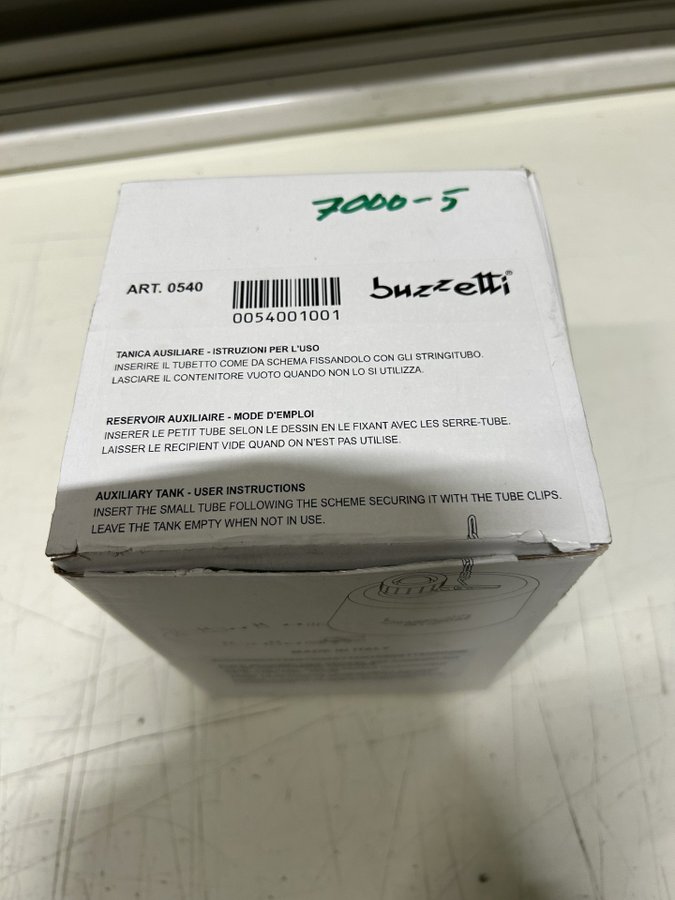 7000-5
ART. 0540
0054001001
buzzetti®
TANICA AUSILIARE - ISTRUZIONI PER L'USO
INSERIRE IL TUBETTO COME DA SCHEMA FISSANDOLO CON GLI STRINGITUBO.
LASCIARE IL CONTENITORE VUOTO QUANDO NON LO SI UTILIZZA.
RESERVOIR AUXILIAIRE - MODE D'EMPLOI
INSERER LE PETIT TUBE SELON LE DESSIN EN LE FIXANT AVEC LES SERRE-TUBE.
LAISSER LE RECIPIENT VIDE QUAND ON N'EST PAS UTILISE.
AUXILIARY TANK - USER INSTRUCTIONS
INSERT THE SMALL TUBE FOLLOWING THE SCHEME SECURING IT WITH THE TUBE CLIPS.
LEAVE THE TANK EMPTY WHEN NOT IN USE.
buzzetti
MADE IN ITALY